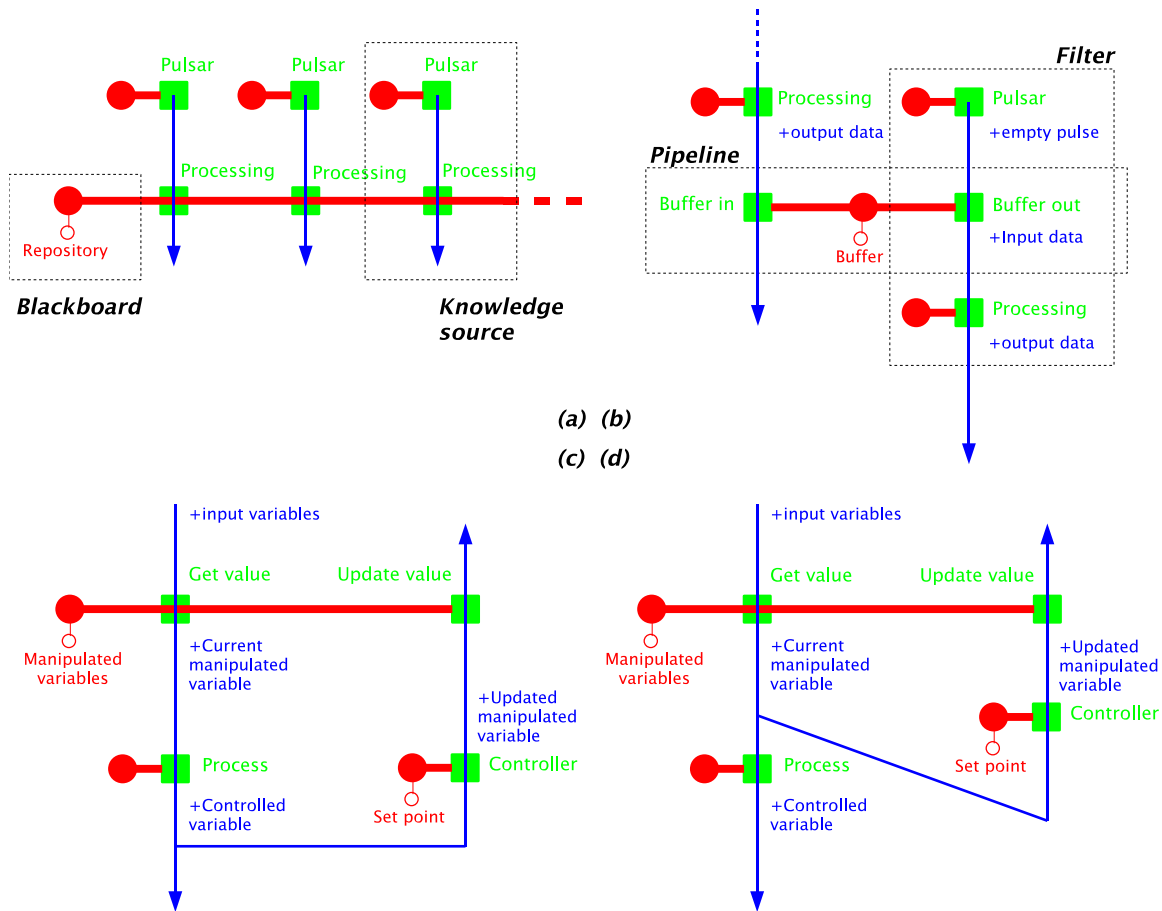 Pulsar
Pulsar
Pulsar
Processing
Processing
Processing
Repository
Blackboard
Knowledge
source
Filter
Processing
+output data
Pulsar
+empty pulse
Pipeline
Buffer in
Buffer
Buffer out
+Input data
Processing
+output data
(a) (b)
(c) (d)
+input variables
Get value
Update value
Manipulated
variables
+Current
manipulated
variable
+Updated
manipulated
variable
Process
Controller
+Controlled
variable
Set point
+input variables
Get value
Update value
Manipulated
variables
+Current
manipulated
variable
+Updated
manipulated
variable
Controller
Set point
Process
+Controlled
variable